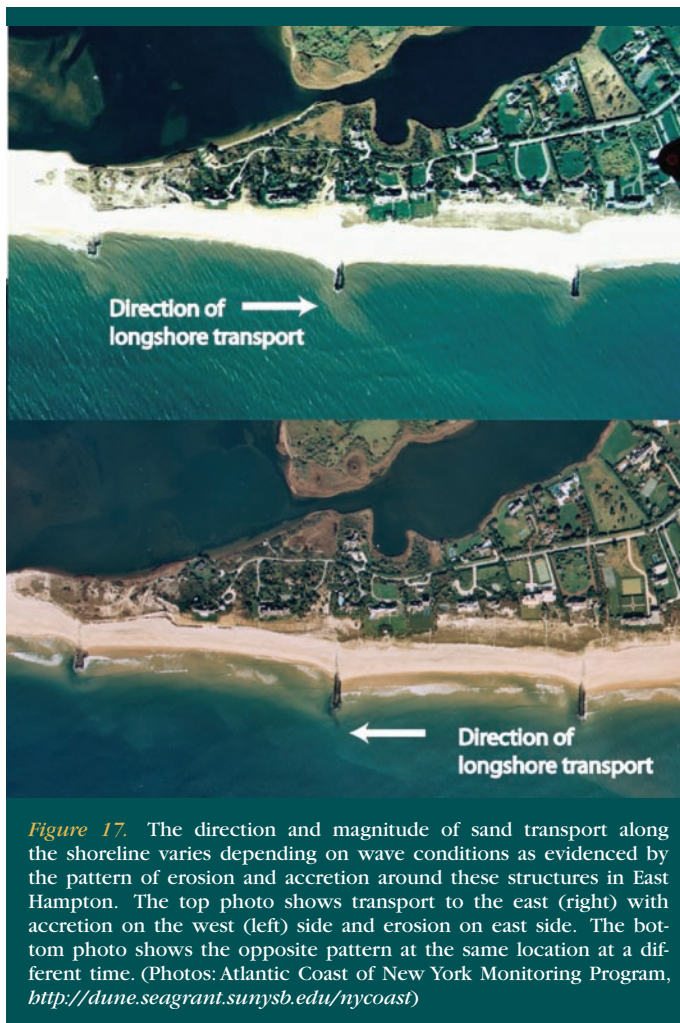 Direction of
longshore transport
Direction of
longshore transport
Figure 17. The direction and magnitude of sand transport along
the shoreline varies depending on wave conditions as evidenced by
the pattern of erosion and accretion around these structures in East
Hampton. The top photo shows transport to the east (right) with
accretion on the west (left) side and erosion on east side. The bot-
tom photo shows the opposite pattern at the same location at a dif-
ferent time. (Photos: Atlantic Coast of New York Monitoring Program,
http://dune.seagrant.sunysb.edu/nycoast)